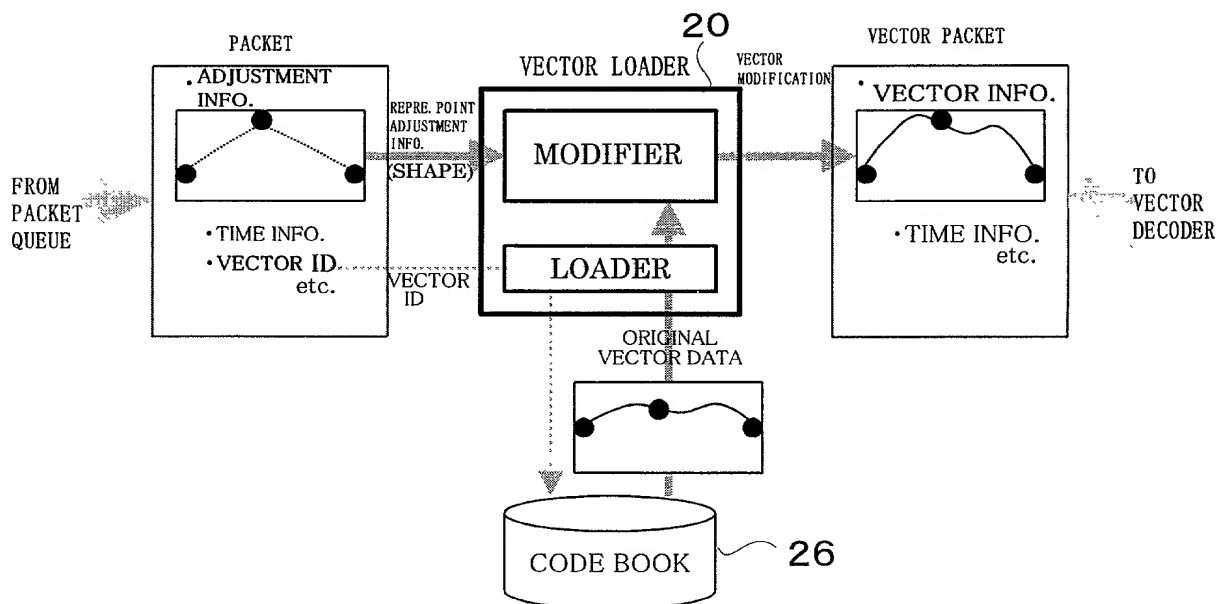 FROM
PACKET
QUEUE
PACKET
• ADJUSTMENT
INFO.
• TIME INFO.
• VECTOR ID
etc.
REPRE. POINT
ADJUSTMENT
INFO.
(SHAPE)
VECTOR
ID
20
VECTOR LOADER
MODIFIER
LOADER
ORIGINAL
VECTOR DATA
CODE BOOK
26
VECTOR
MODIFICATION
VECTOR PACKET
• VECTOR INFO.
• TIME INFO.
etc.
TO
VECTOR
DECODER